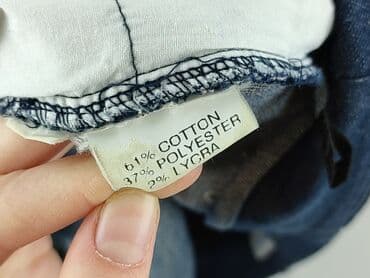 61% COTTON
37% POLYESTER
2% LYCRA